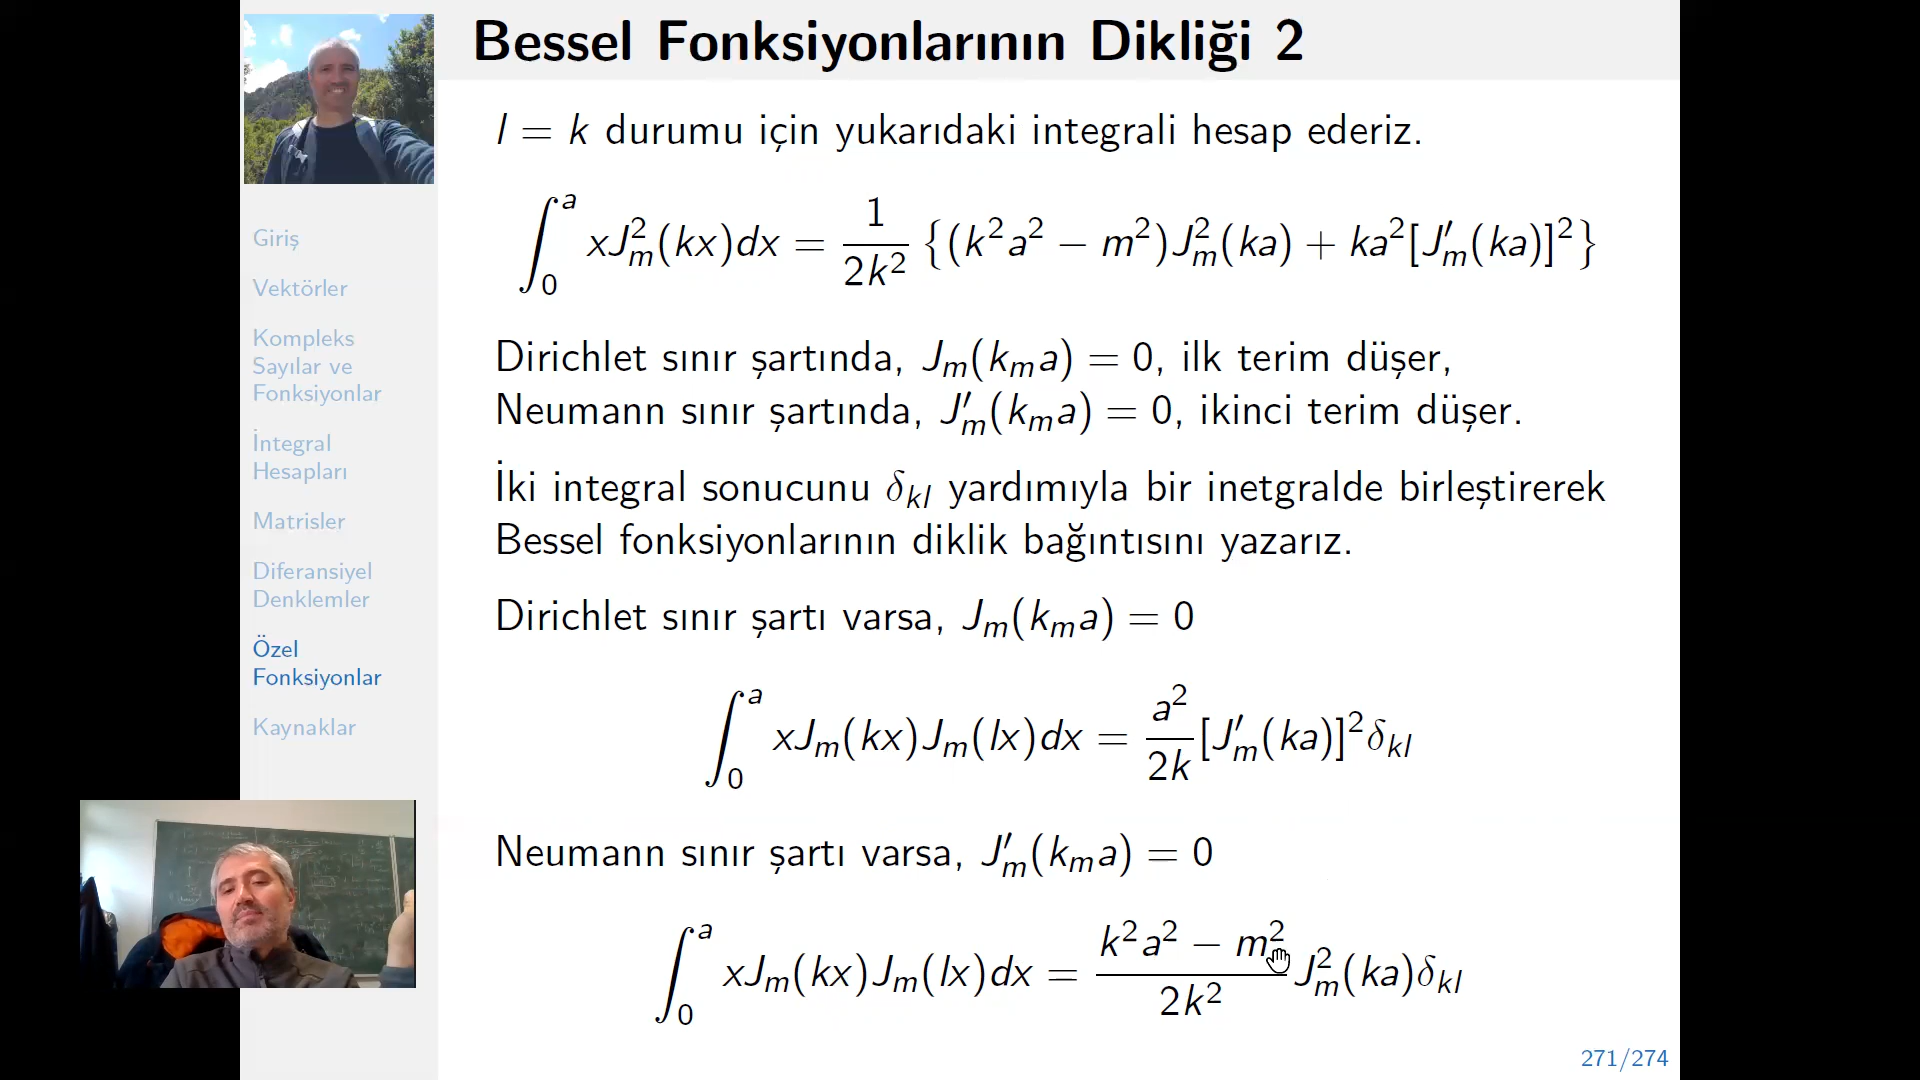 Bessel Fonksiyonlarının Dikliği 2
l = k durumu için yukarıdaki integrali hesap ederiz.
∫₀ᵃ xJₘ²(kx)dx = 1/(2k²) {(k²a² − m²)Jₘ²(ka) + ka²[J′ₘ(ka)]²}
Dirichlet sınır şartında, Jₘ(kₘa) = 0, ilk terim düşer,
Neumann sınır şartında, J′ₘ(kₘa) = 0, ikinci terim düşer.
İki integral sonucunu δₖₗ yardımıyla bir inetgralde birleştirerek
Bessel fonksiyonlarının diklik bağıntısını yazarız.
Dirichlet sınır şartı varsa, Jₘ(kₘa) = 0
∫₀ᵃ xJₘ(kx)Jₘ(lx)dx = a²/(2k) [J′ₘ(ka)]²δₖₗ
Neumann sınır şartı varsa, J′ₘ(kₘa) = 0
∫₀ᵃ xJₘ(kx)Jₘ(lx)dx = (k²a² − m²)/(2k²) Jₘ²(ka)δₖₗ
Giriş
Vektörler
Kompleks
Sayılar ve
Fonksiyonlar
İntegral
Hesapları
Matrisler
Diferansiyel
Denklemler
Özel
Fonksiyonlar
Kaynaklar
271/274